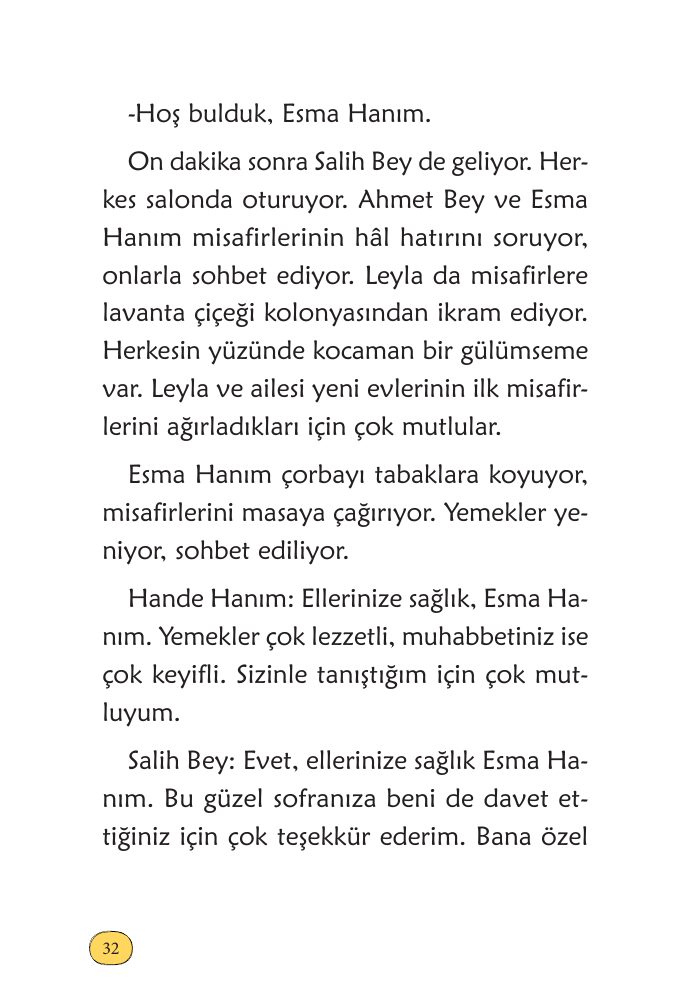 -Hoş bulduk, Esma Hanım.
On dakika sonra Salih Bey de geliyor. Her-
kes salonda oturuyor. Ahmet Bey ve Esma
Hanım misafirlerinin hâl hatırını soruyor,
onlarla sohbet ediyor. Leyla da misafirlere
lavanta çiçeği kolonyasından ikram ediyor.
Herkesin yüzünde kocaman bir gülümseme
var. Leyla ve ailesi yeni evlerinin ilk misafir-
lerini ağırladıkları için çok mutlular.
Esma Hanım çorbayı tabaklara koyuyor,
misafirlerini masaya çağırıyor. Yemekler ye-
niyor, sohbet ediliyor.
Hande Hanım: Ellerinize sağlık, Esma Ha-
nım. Yemekler çok lezzetli, muhabbetiniz ise
çok keyifli. Sizinle tanıştığım için çok mut-
luyum.
Salih Bey: Evet, ellerinize sağlık Esma Ha-
nım. Bu güzel sofranıza beni de davet et-
tiğiniz için çok teşekkür ederim. Bana özel
32